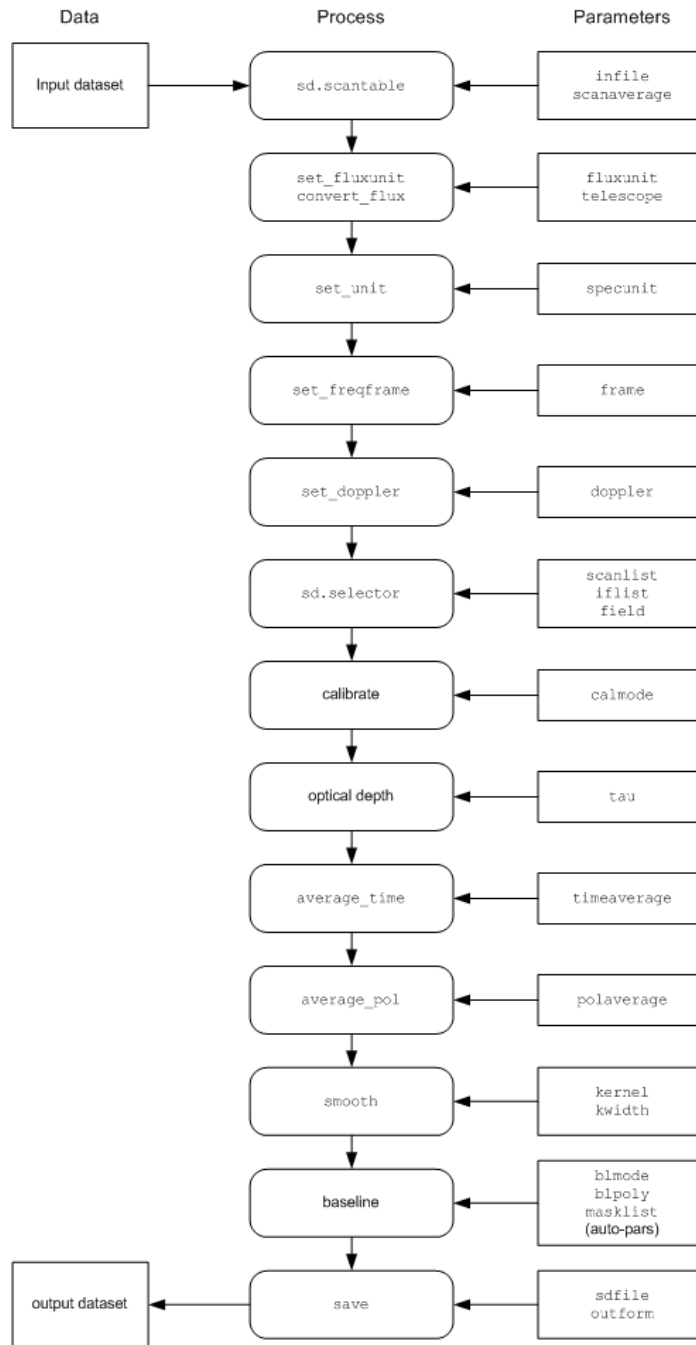 Data
Process
Parameters
Input dataset
sd.scantable
infile
scanaverage
set_fluxunit
convert_flux
fluxunit
telescope
set_unit
specunit
set_freqframe
frame
set_doppler
doppler
sd.selector
scanlist
iflist
field
calibrate
calmode
optical depth
tau
average_time
timeaverage
average_pol
polaverage
smooth
kernel
kwidth
baseline
blmode
blpoly
masklist
(auto-pars)
output dataset
save
sdfile
outform